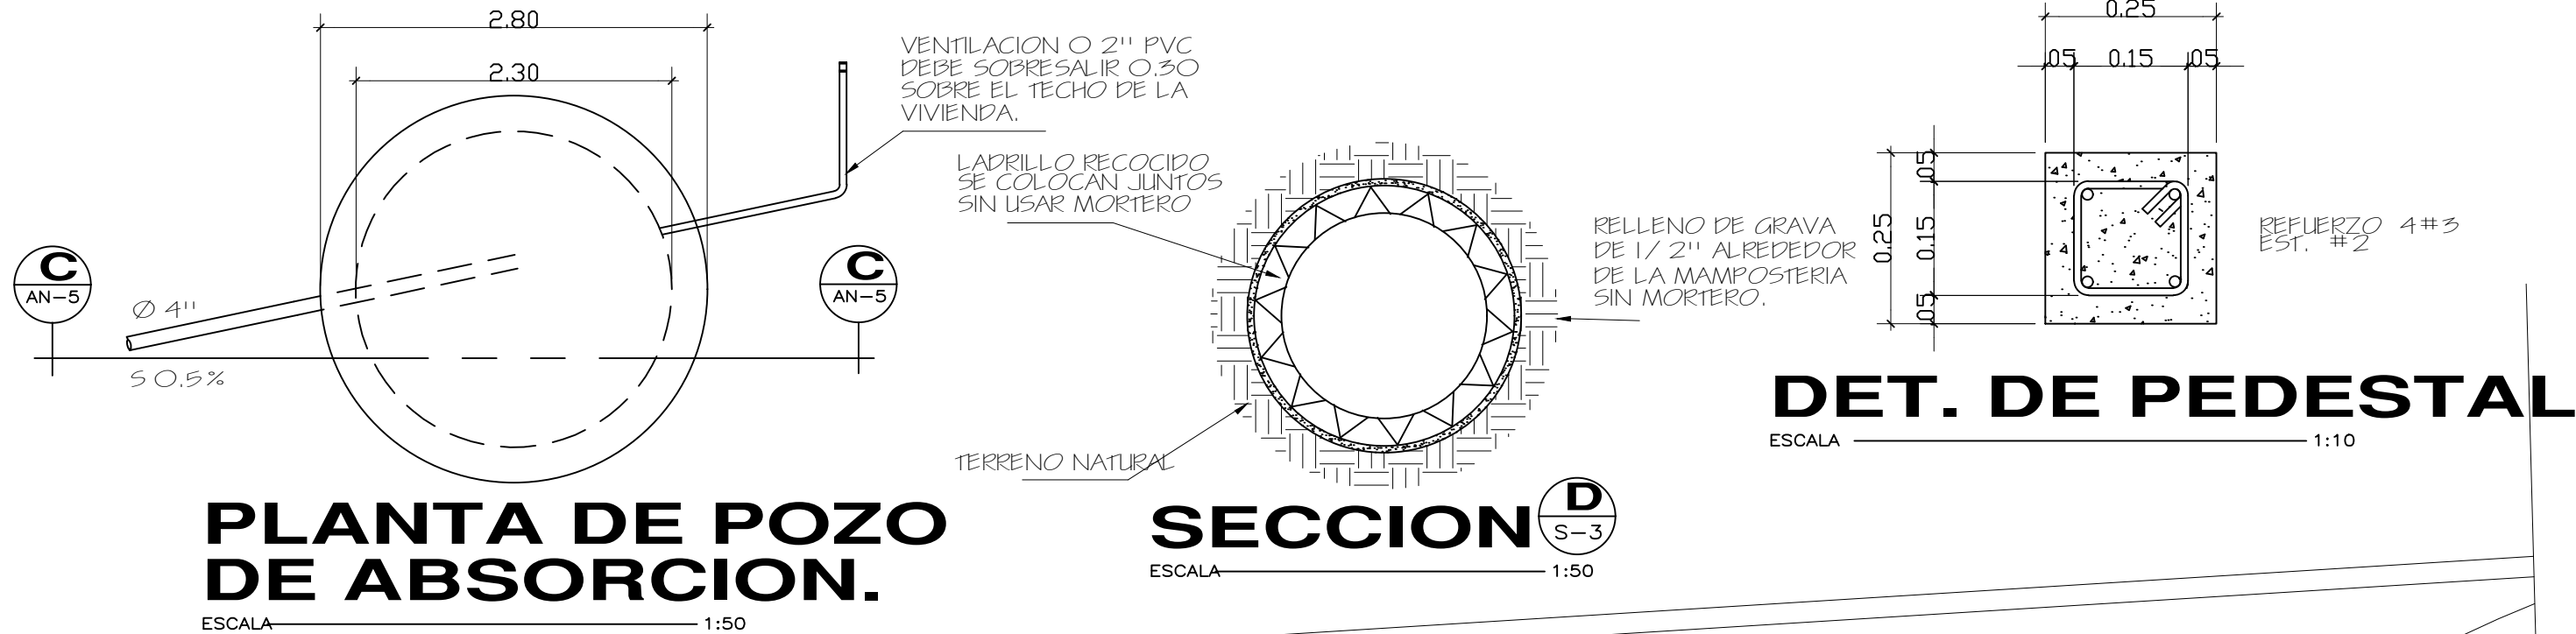 2.80
2.30
VENTILACION O 2" PVC
DEBE SOBRESALIR 0.30
SOBRE EL TECHO DE LA
VIVIENDA.
C
AN-5
Ø 4"
S 0.5%
C
AN-5
PLANTA DE POZO
DE ABSORCION.
ESCALA 1:50
LADRILLO RECOCIDO
SE COLOCAN JUNTOS
SIN USAR MORTERO
RELLENO DE GRAVA
DE 1/2" ALREDEDOR
DE LA MAMPOSTERIA
SIN MORTERO.
TERRENO NATURAL
SECCION
D
S-3
ESCALA 1:50
0.25
.05 0.15 .05
0.25
.05
0.15
.05
REFUERZO 4#3
EST. #2
DET. DE PEDESTAL
ESCALA 1:10